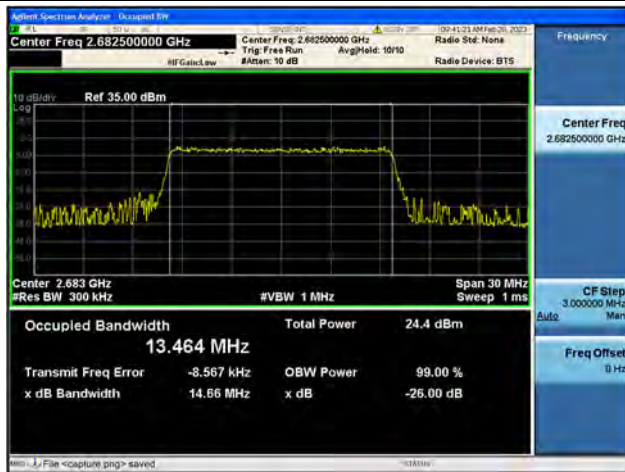 Agilent Spectrum Analyzer - Occupied BW
RL
09:41:21 AM Feb 20, 2023
Center Freq 2.682500000 GHz
Center Freq: 2.682500000 GHz
Radio Std: None
Trig: Free Run Avg|Hold: 10/10
#IFGain:Low
#Atten: 10 dB
Radio Device: BTS
10 dB/div Ref 35.00 dBm
Log
5.00
Center 2.683 GHz
Span 30 MHz
#Res BW 300 kHz
#VBW 1 MHz
Sweep 1 ms
Occupied Bandwidth
Total Power 24.4 dBm
13.464 MHz
Transmit Freq Error -8.567 kHz
OBW Power 99.00 %
x dB Bandwidth 14.66 MHz
x dB -26.00 dB
File <capture.png> saved
STATUS
Frequency
Center Freq
2.682500000 GHz
CF Step
3.000000 MHz
Auto Man
Freq Offset
0 Hz